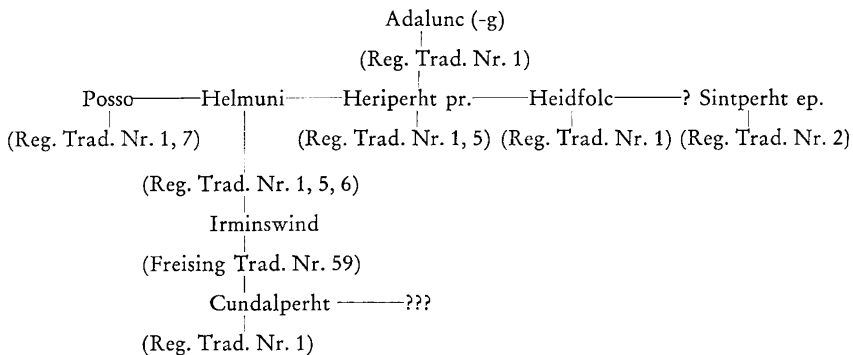 Adalunc (-g)
(Reg. Trad. Nr. 1)
Posso Helmuni Heriperht pr. Heidfolc ? Sintperht ep.
(Reg. Trad. Nr. 1, 7) (Reg. Trad. Nr. 1, 5) (Reg. Trad. Nr. 1) (Reg. Trad. Nr. 2)
(Reg. Trad. Nr. 1, 5, 6)
Irminswind
(Freising Trad. Nr. 59)
Cundalperht ???
(Reg. Trad. Nr. 1)